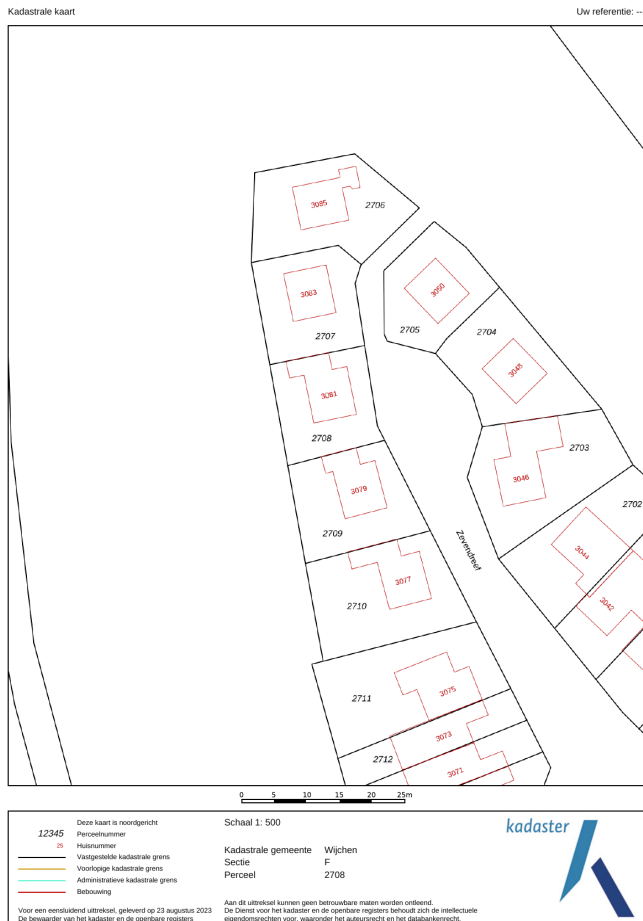 Kadastrale kaart
Uw referentie: --
3085
2706
3083
2707
3050
2705
2704
3048
3081
2708
2703
3046
3079
2709
2702
Zevendreef
3044
3042
3077
2710
2711
3075
2712
3073
3071
0 5 10 15 20 25m
Deze kaart is noordgericht
12345 Perceelnummer
25 Huisnummer
Vastgestelde kadastrale grens
Voorlopige kadastrale grens
Administratieve kadastrale grens
Bebouwing
Voor een eensluidend uittreksel, geleverd op 23 augustus 2023
De bewaarder van het kadaster en de openbare registers
Schaal 1: 500
Kadastrale gemeente Wijchen
Sectie F
Perceel 2708
Aan dit uittreksel kunnen geen betrouwbare maten worden ontleend.
De Dienst voor het kadaster en de openbare registers behoudt zich de intellectuele
eigendomsrechten voor, waaronder het auteursrecht en het databankenrecht.
kadaster